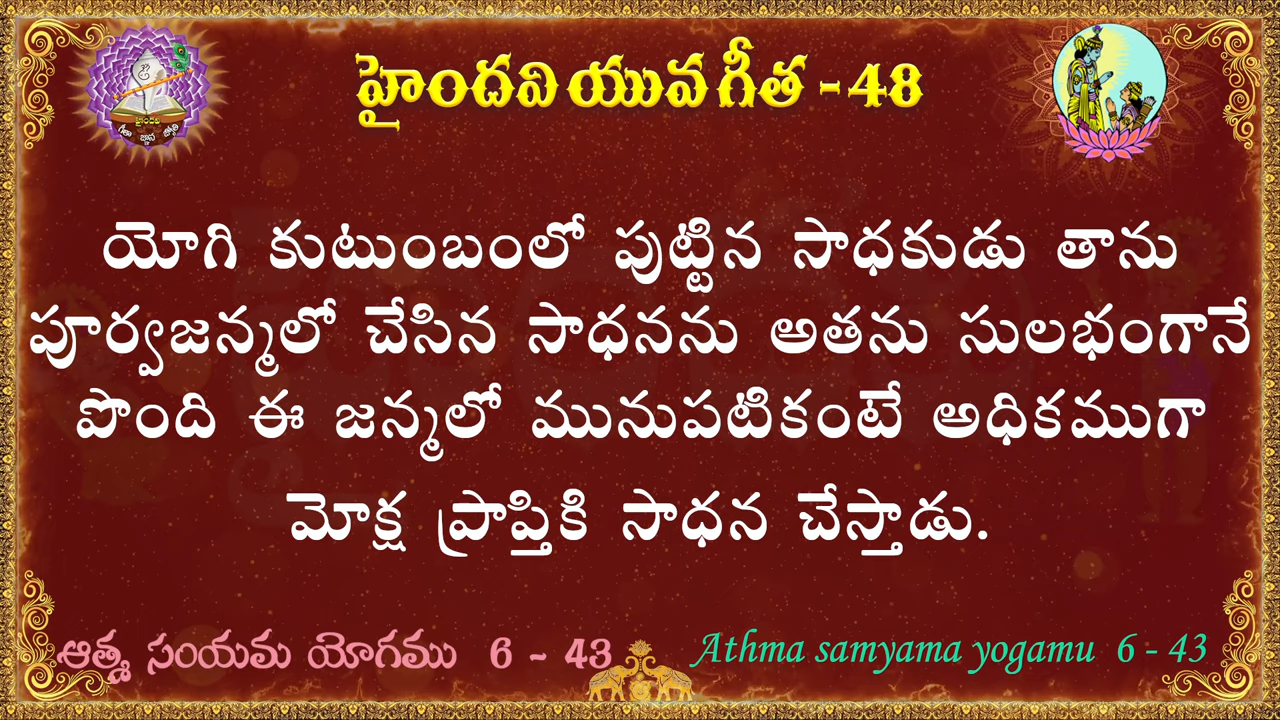 హైందవి యువ గీత - 48
హైందవి
గీతా జ్ఞాన జ్యోతి
యోగి కుటుంబంలో పుట్టిన సాధకుడు తాను
పూర్వజన్మలో చేసిన సాధనను అతను సులభంగానే
పొంది ఈ జన్మలో మునుపటికంటే అధికముగా
మోక్ష ప్రాప్తికి సాధన చేస్తాడు.
ఆత్మ సంయమ యోగము 6 - 43
Athma samyama yogamu 6 - 43